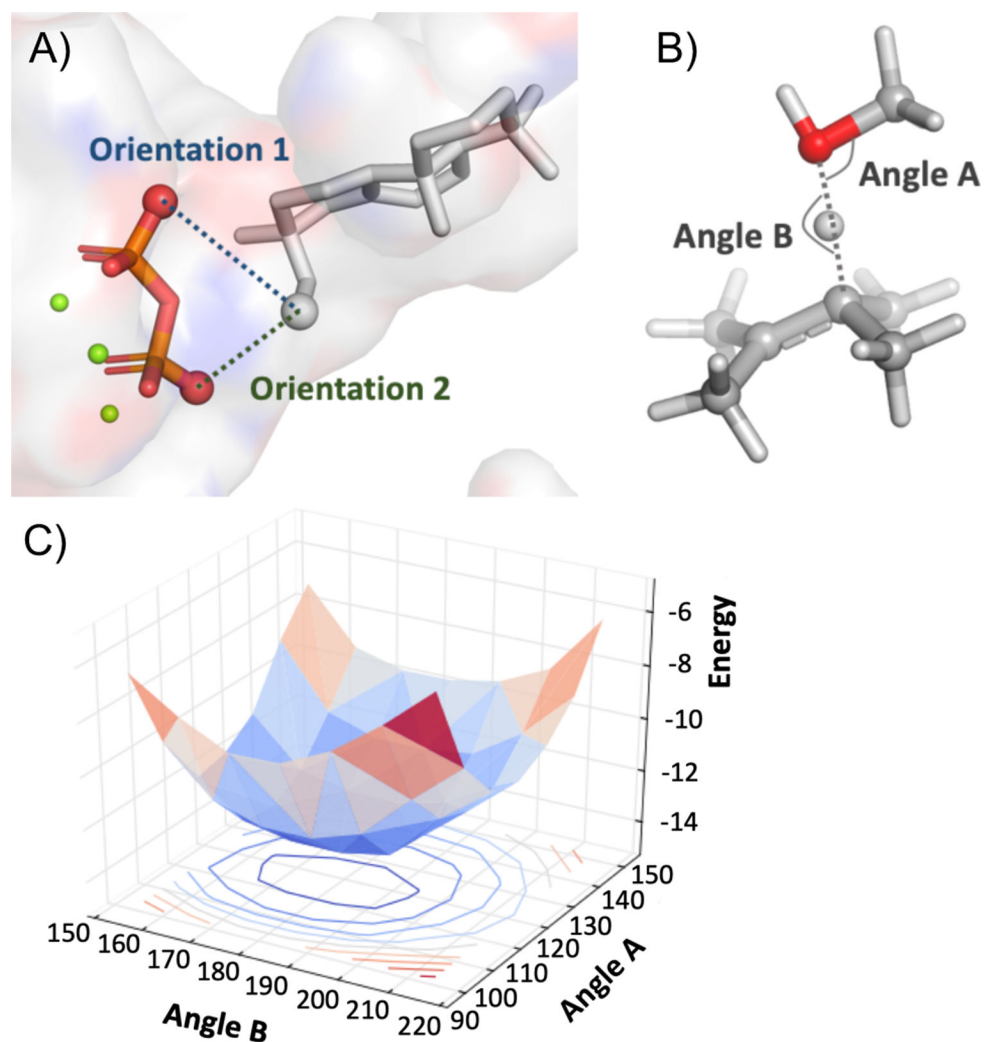 A)
B)
Orientation 1
Orientation 2
Angle A
Angle B
C)
-6
-8
-10
-12
-14
Energy
150
160
170
180
190
200
210
220
Angle B
90
100
110
120
130
140
150
Angle A